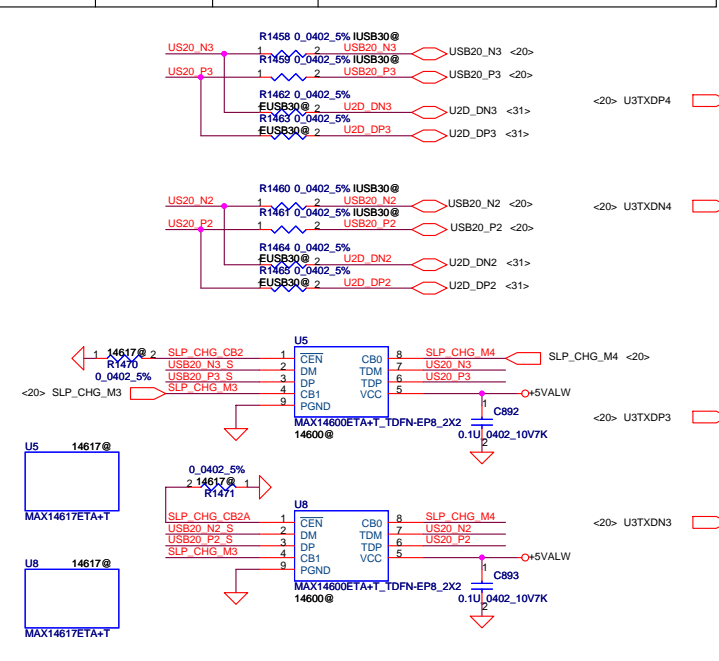 R1458 0_0402_5% IUSB30@
US20_N3 1 2 USB20_N3 USB20_N3 <20>
R1459 0_0402_5% IUSB30@
US20_P3 1 2 USB20_P3 USB20_P3 <20>
R1462 0_0402_5%
EUSB30@ 1 2 U2D_DN3 U2D_DN3 <31>
<20> U3TXDP4
R1463 0_0402_5%
EUSB30@ 1 2 U2D_DP3 U2D_DP3 <31>
R1460 0_0402_5% IUSB30@
US20_N2 1 2 USB20_N2 USB20_N2 <20>
<20> U3TXDN4
R1461 0_0402_5% IUSB30@
US20_P2 1 2 USB20_P2 USB20_P2 <20>
R1464 0_0402_5%
EUSB30@ 1 2 U2D_DN2 U2D_DN2 <31>
R1465 0_0402_5%
EUSB30@ 1 2 U2D_DP2 U2D_DP2 <31>
U5
1 14617@ 2 SLP_CHG_CB2 1 CEN CB0 8 SLP_CHG_M4 SLP_CHG_M4 <20>
R1470 USB20_N3_S 2 DM TDM 7 US20_N3
0_0402_5% USB20_P3_S 3 DP TDP 6 US20_P3
<20> SLP_CHG_M3 SLP_CHG_M3 4 CB1 VCC 5 +5VALW
9 PGND
1
C892
<20> U3TXDP3
MAX14600ETA+T_TDFN-EP8_2X2
14600@
0.1U_0402_10V7K
2
U5 14617@
MAX14617ETA+T
0_0402_5%
2 14617@ 1
R1471
U8
SLP_CHG_CB2A 1 CEN CB0 8 SLP_CHG_M4
<20> U3TXDN3
USB20_N2_S 2 DM TDM 7 US20_N2
USB20_P2_S 3 DP TDP 6 US20_P2
SLP_CHG_M3 4 CB1 VCC 5 +5VALW
9 PGND
1
C893
MAX14600ETA+T_TDFN-EP8_2X2
14600@
0.1U_0402_10V7K
2
U8 14617@
MAX14617ETA+T